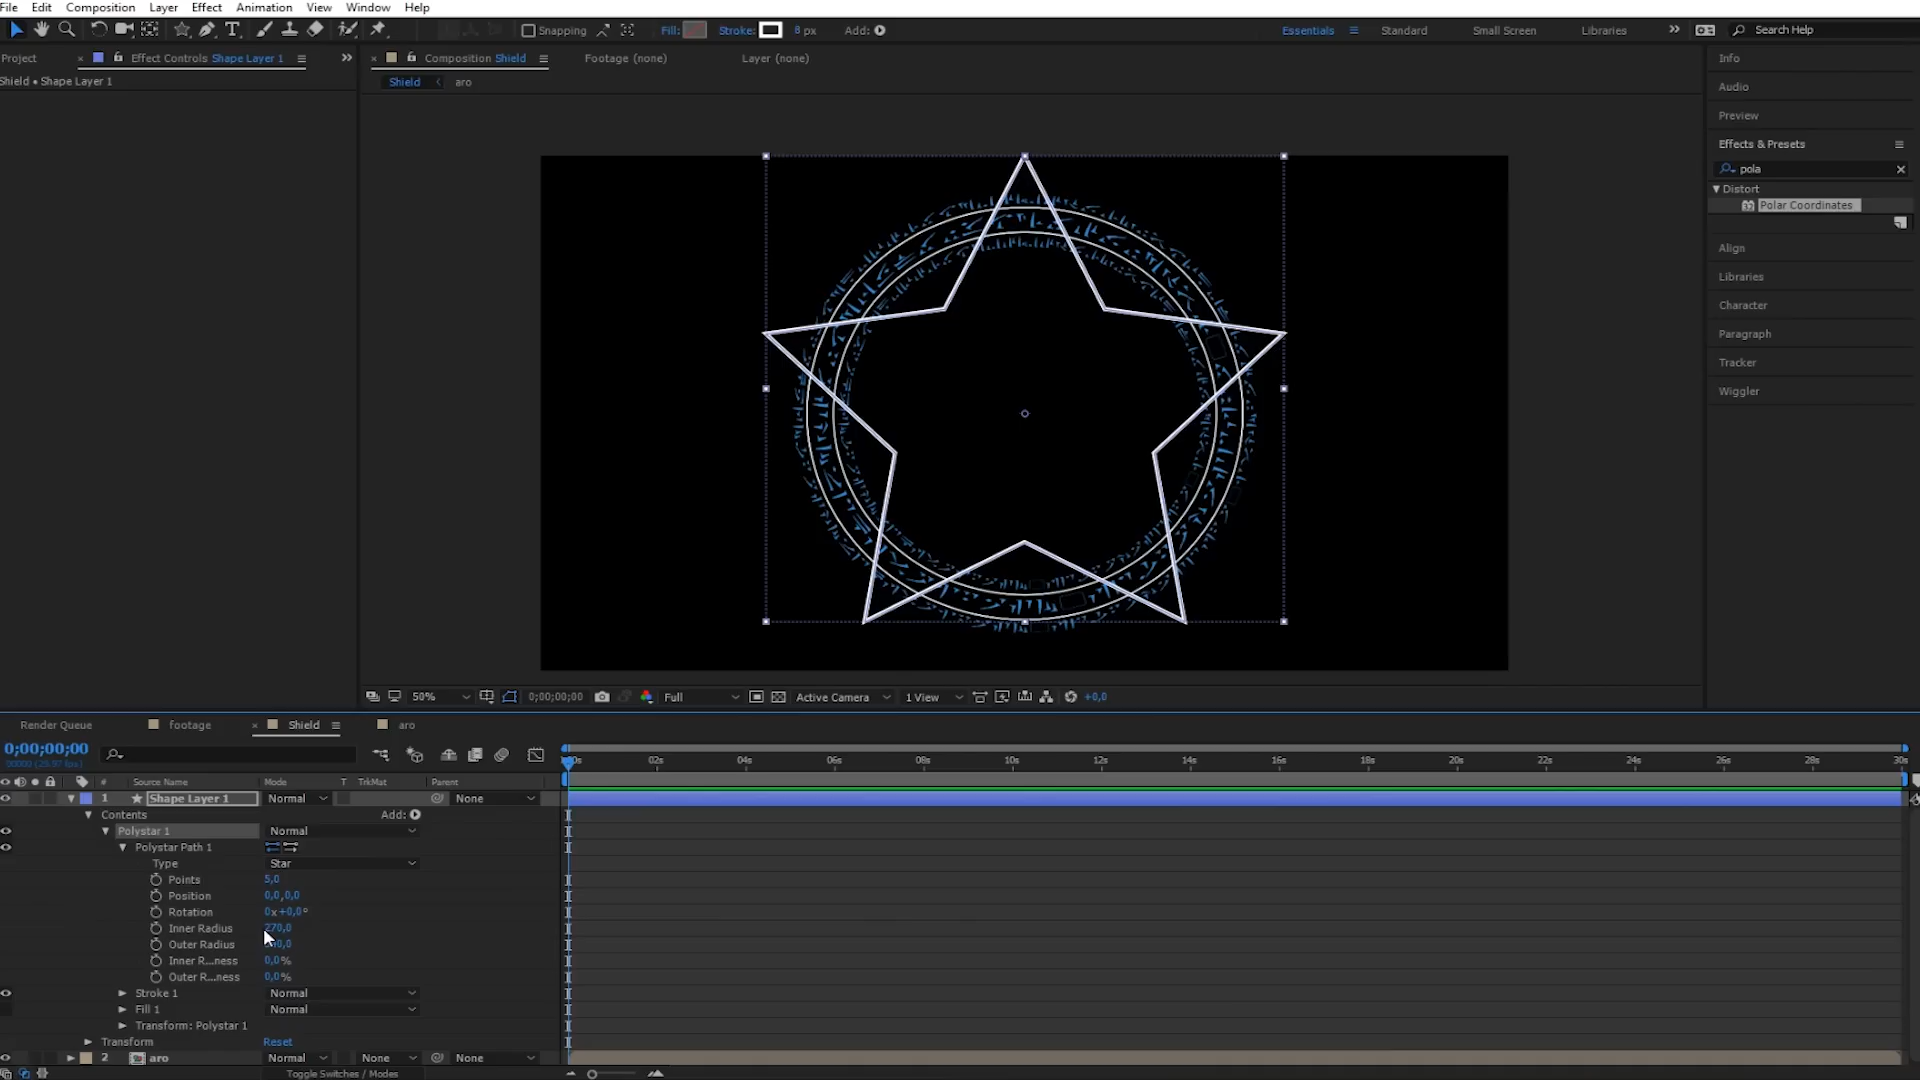 File Edit Composition Layer Effect Animation View Window Help
Snapping Fill: Stroke: 8 px Add: Essentials Standard Small Screen Libraries Search Help
Project Effect Controls Shape Layer 1 Composition Shield Footage (none) Layer (none) Info
Shield • Shape Layer 1 Shield aro
Audio
Preview
Effects & Presets
pola
Distort
Polar Coordinates
Align
Libraries
Character
Paragraph
Tracker
Wiggler
50% 0;00;00;00 Full Active Camera 1 View +0,0
Render Queue footage Shield aro
0;00;00;00
02s 04s 06s 08s 10s 12s 14s 16s 18s 20s 22s 24s 26s 28s 30s
# Source Name Mode T TrkMat Parent
1 Shape Layer 1 Normal None
Contents Add:
Polystar 1 Normal
Polystar Path 1
Type Star
Points 5,0
Position 0,0,0,0
Rotation 0x+0,0°
Inner Radius 270,0
Outer Radius
Inner R...ness 0,0%
Outer R...ness 0,0%
Stroke 1 Normal
Fill 1 Normal
Transform: Polystar 1
Transform Reset
2 aro Normal None None
Toggle Switches / Modes